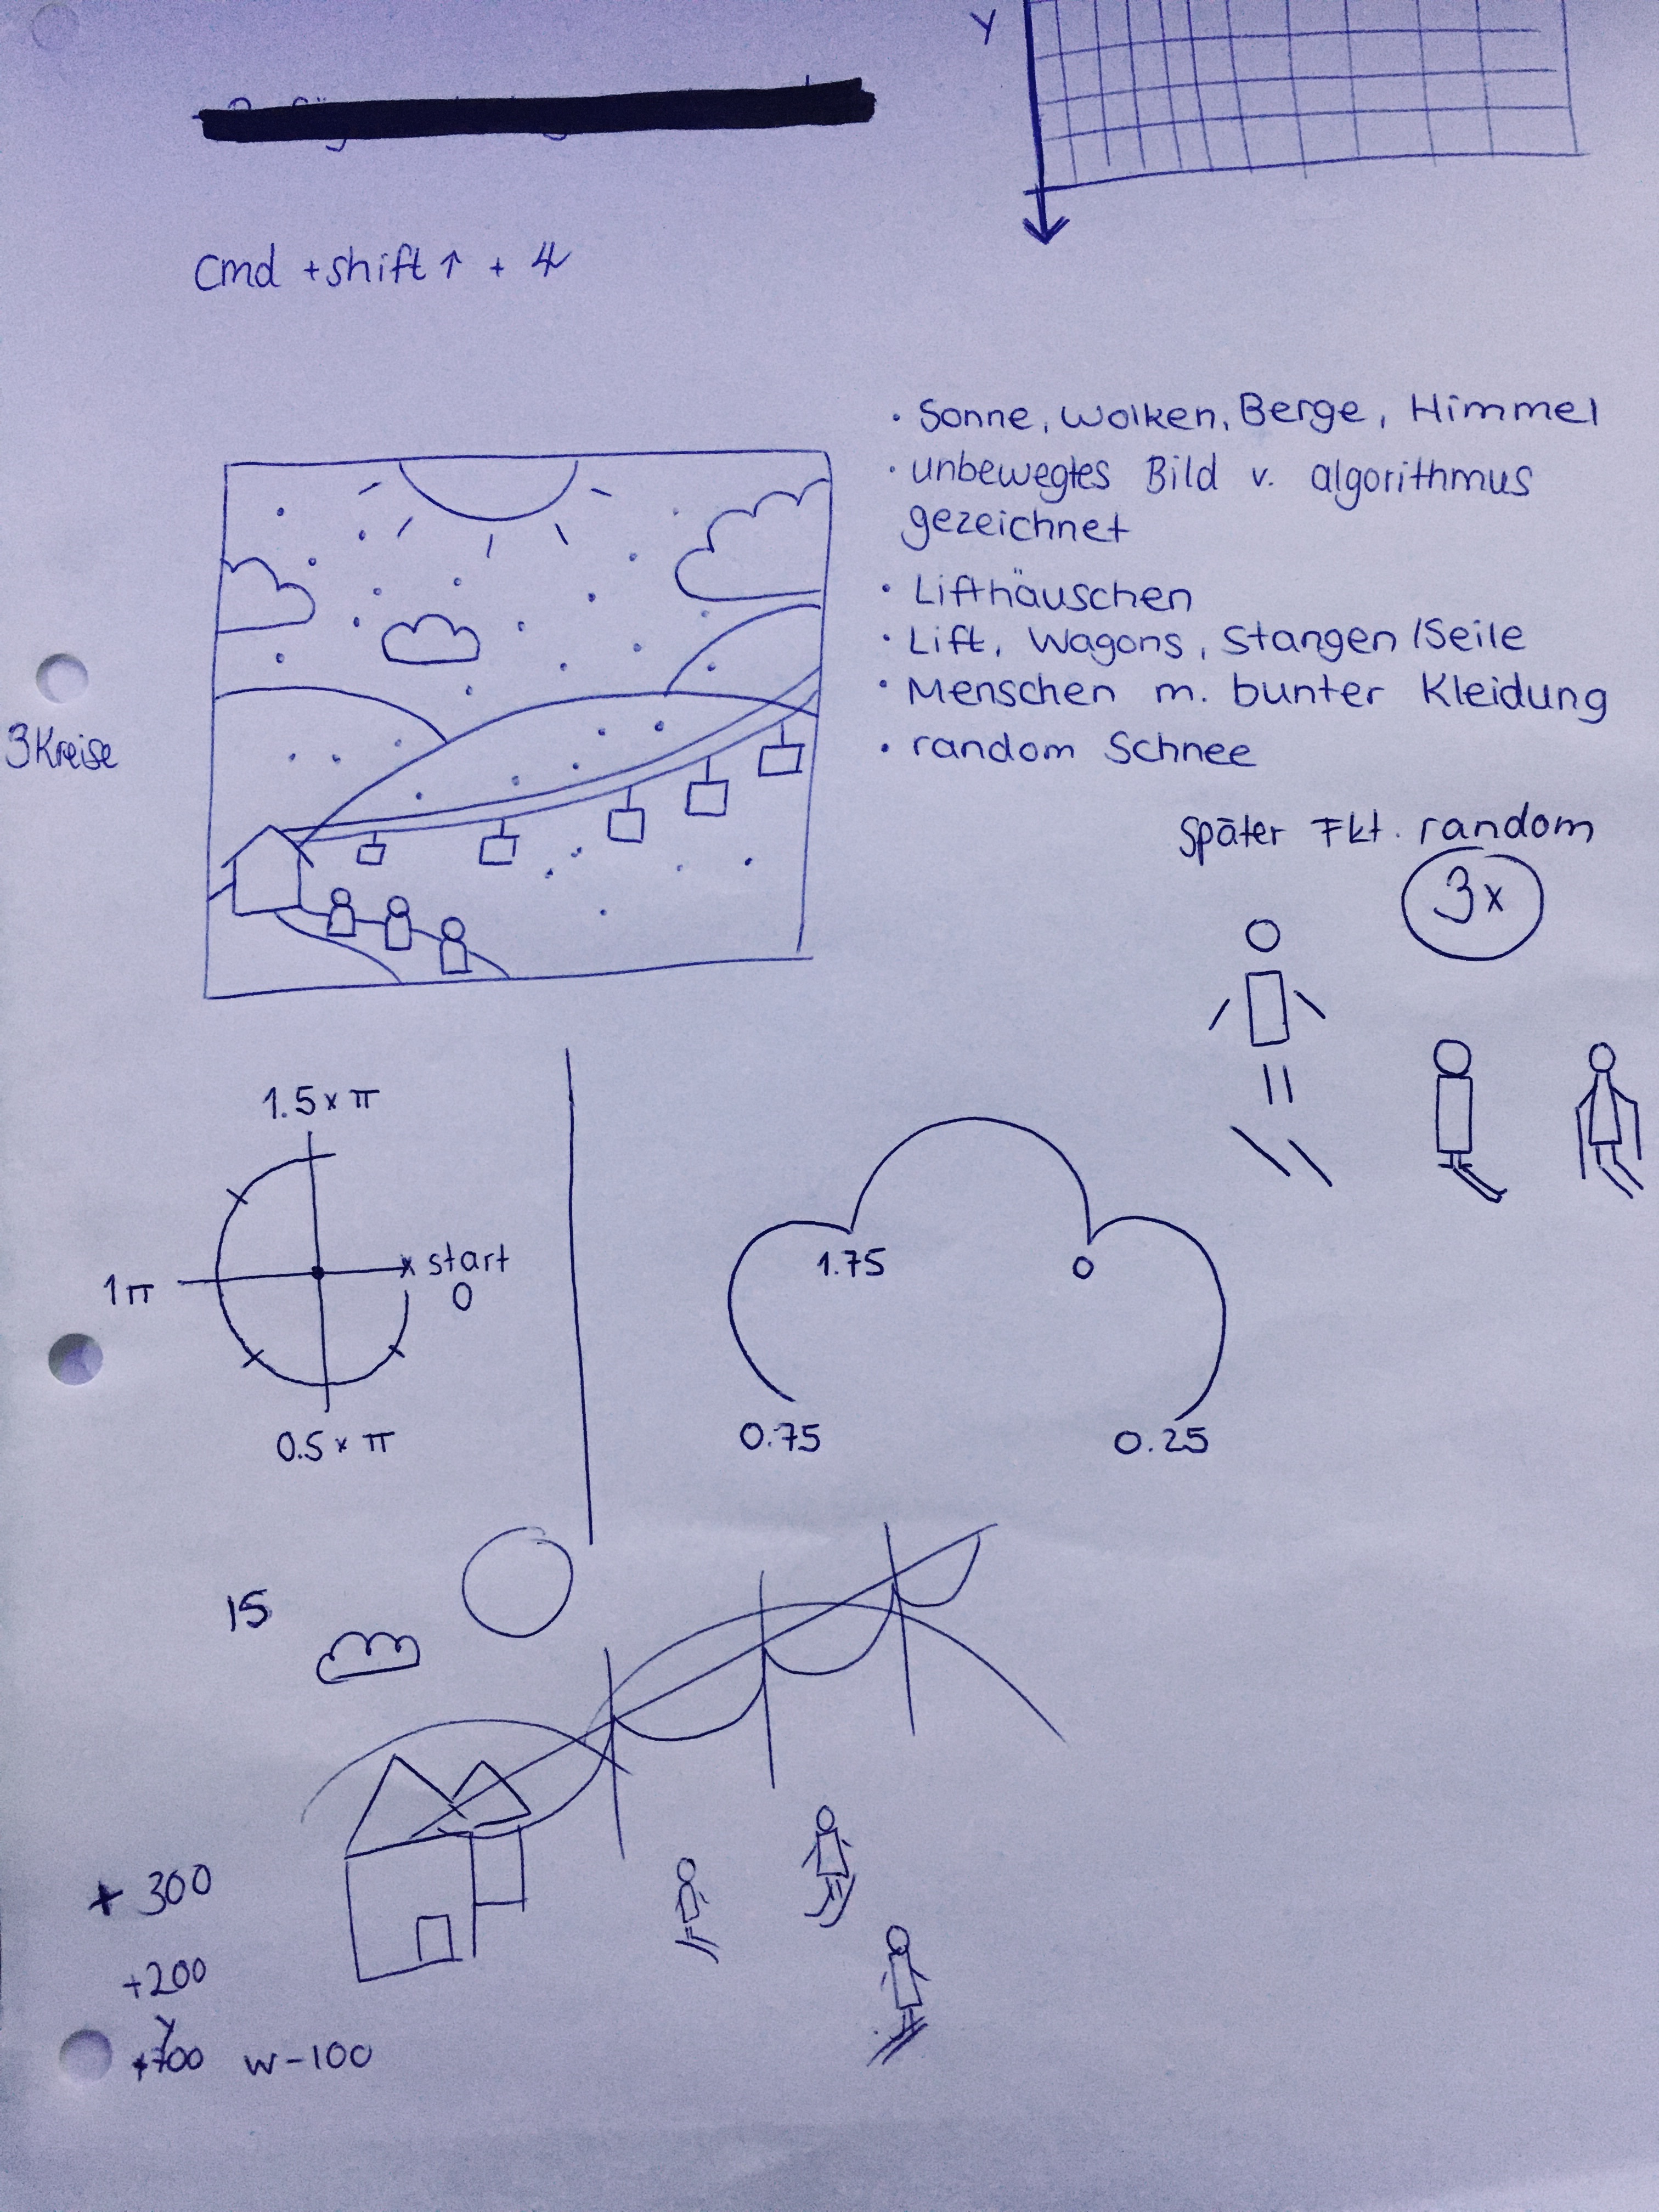 Y
cmd + shift ↑ + 4
• Sonne, Wolken, Berge, Himmel
• unbewegtes Bild v. algorithmus
gezeichnet
• Lifthäuschen
• Lift, Wagons, Stangen/Seile
• Menschen m. bunter Kleidung
• random Schnee
3 Kreise
später Fkt. random
3x
1.5 x π
1π
x start
0
0.5 x π
1.75
0
0.75
0.25
15
+ 300
+200
w-100